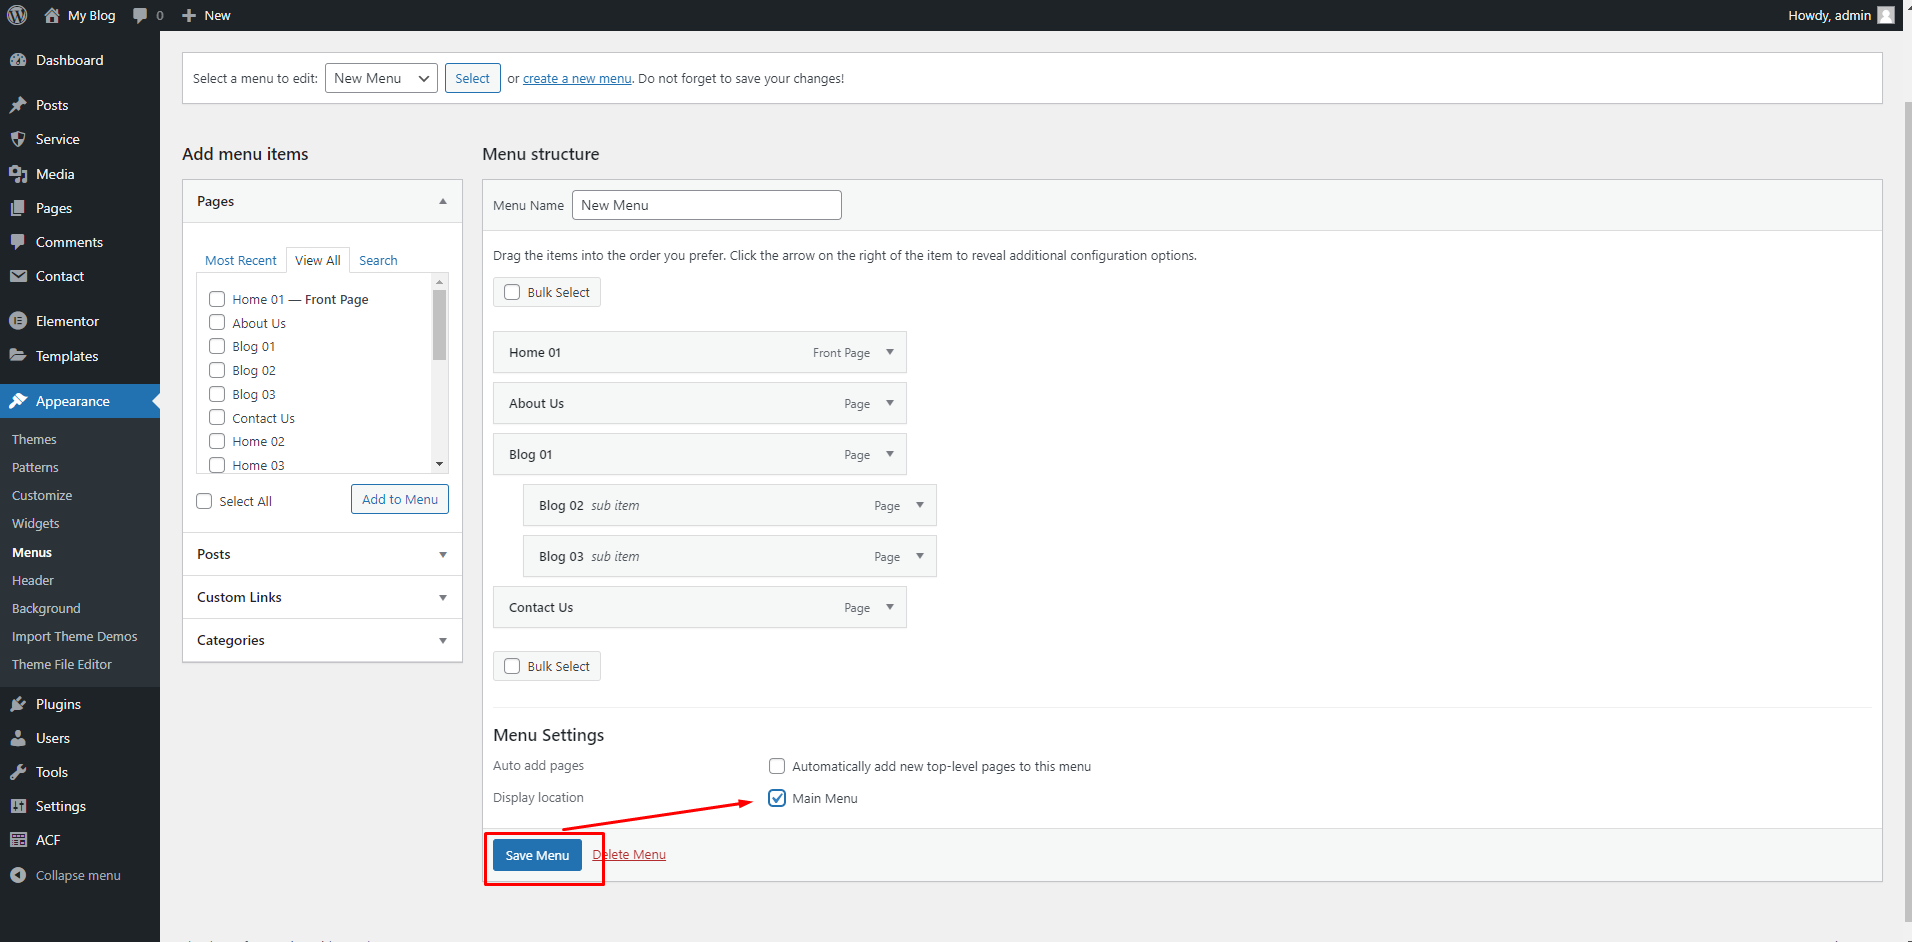 My Blog 0 New Howdy, admin
Dashboard
Posts
Service
Media
Pages
Comments
Contact
Elementor
Templates
Appearance
Themes
Patterns
Customize
Widgets
Menus
Header
Background
Import Theme Demos
Theme File Editor
Plugins
Users
Tools
Settings
ACF
Collapse menu
Select a menu to edit: New Menu Select or create a new menu. Do not forget to save your changes!
Add menu items
Pages
Most Recent View All Search
Home 01 — Front Page
About Us
Blog 01
Blog 02
Blog 03
Contact Us
Home 02
Home 03
Select All Add to Menu
Posts
Custom Links
Categories
Menu structure
Menu Name New Menu
Drag the items into the order you prefer. Click the arrow on the right of the item to reveal additional configuration options.
Bulk Select
Home 01 Front Page
About Us Page
Blog 01 Page
Blog 02 sub item Page
Blog 03 sub item Page
Contact Us Page
Bulk Select
Menu Settings
Auto add pages Automatically add new top-level pages to this menu
Display location Main Menu
Save Menu Delete Menu